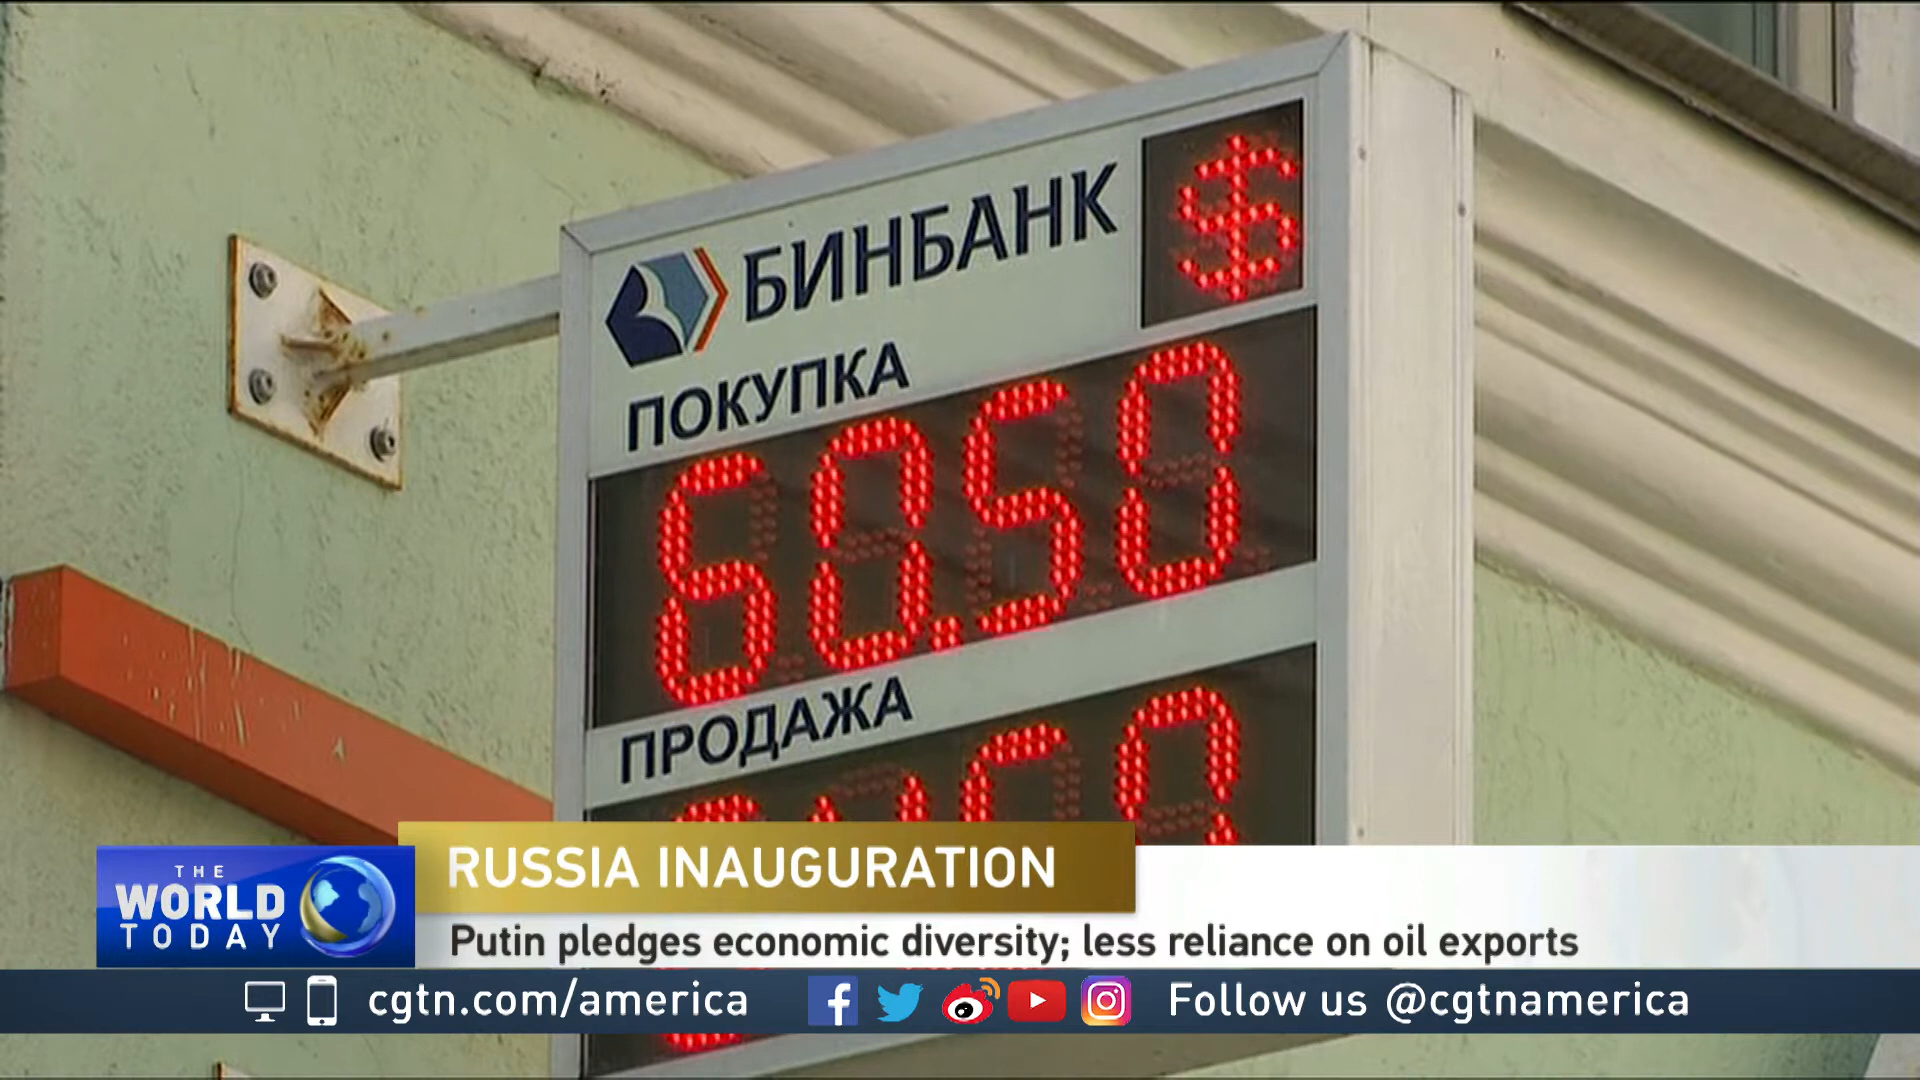 БИНБАНК
$
ПОКУПКА
60.50
ПРОДАЖА
RUSSIA INAUGURATION
THE
WORLD
TODAY
Putin pledges economic diversity; less reliance on oil exports
cgtn.com/america
Follow us @cgtnamerica